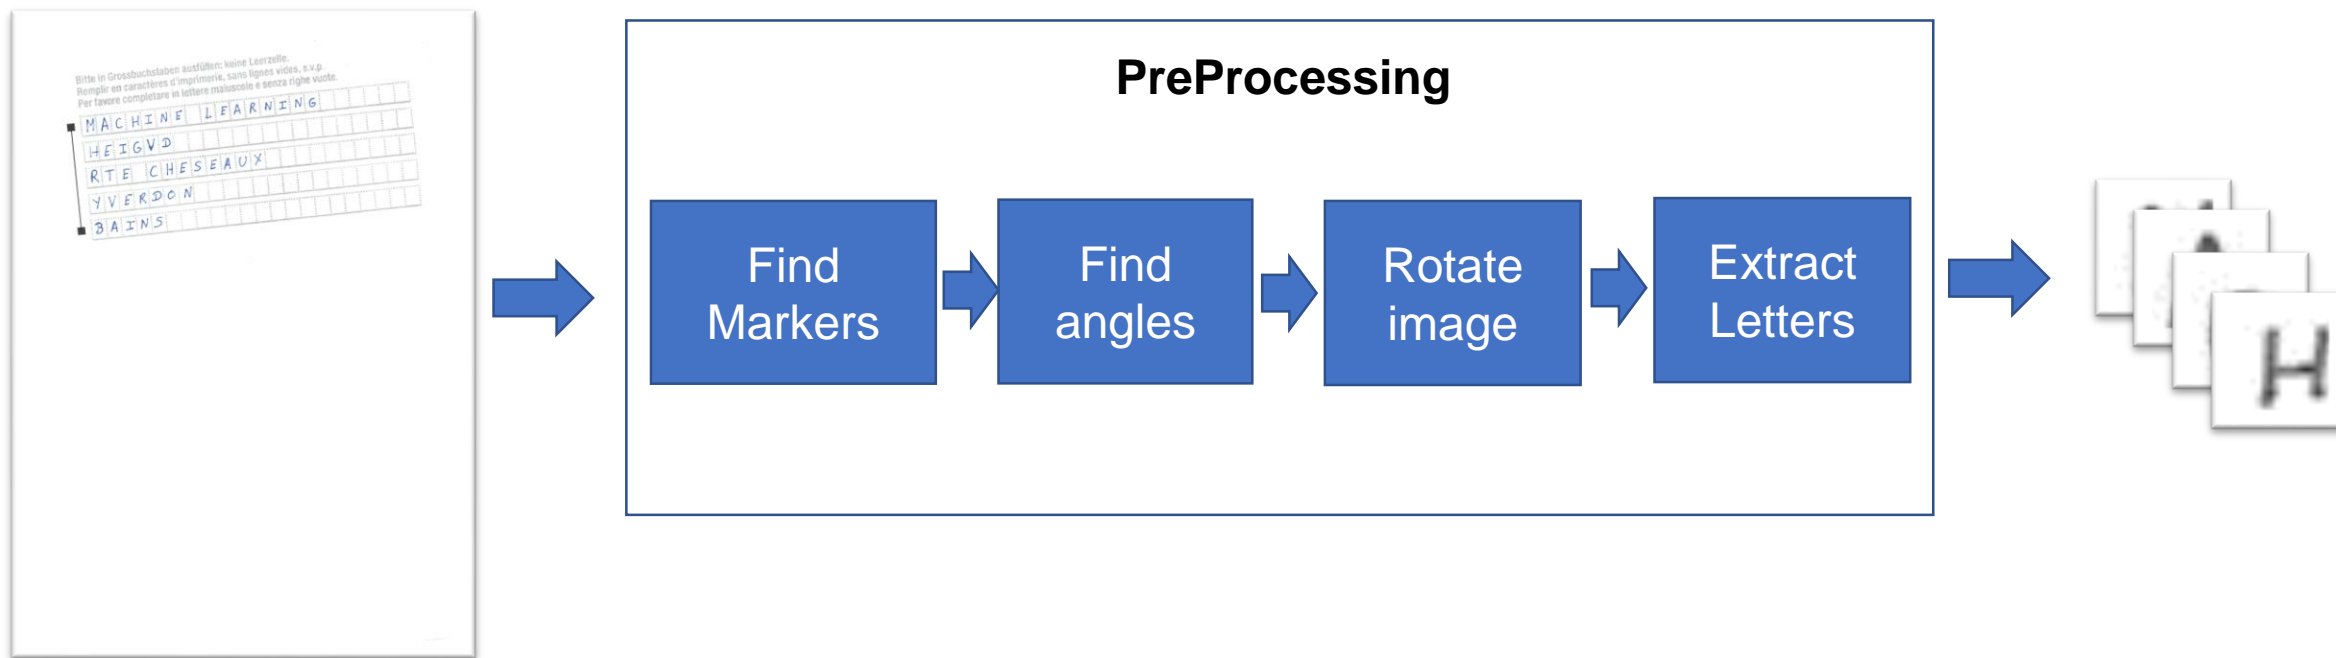 Bitte in Grossbuchstaben ausfüllen: keine Leerzelle.
Remplir en caractères d'imprimerie, sans lignes vides, s.v.p.
Per favore completare in lettere maiuscole e senza righe vuote.
MACHINE LEARNING
HEIGVD
RTE CHESEAUX
YVERDON
BAINS
PreProcessing
Find
Markers
Find
angles
Rotate
image
Extract
Letters
H